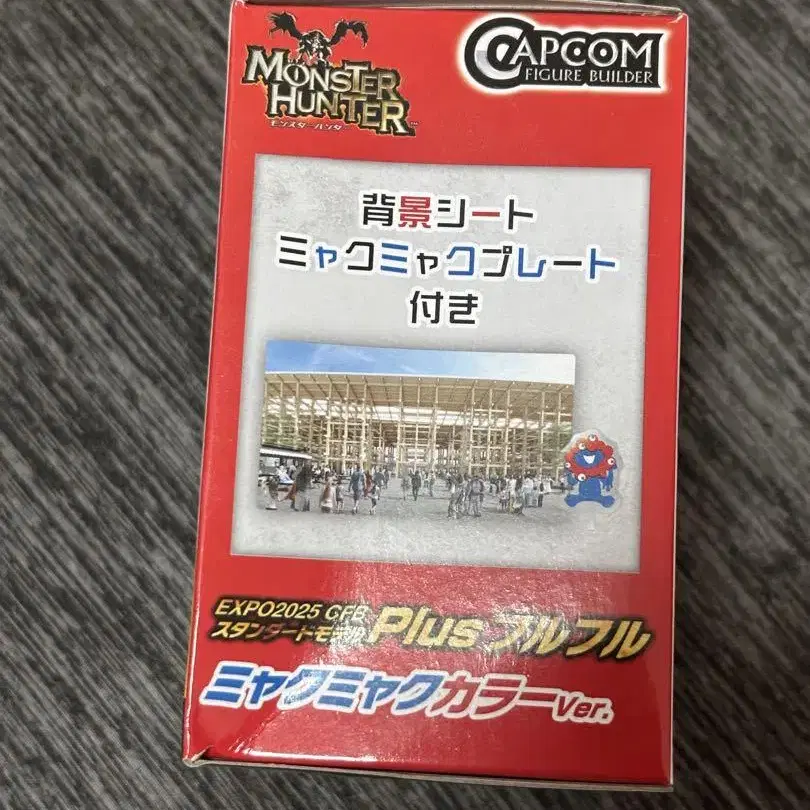 MONSTER HUNTER™
モンスターハンター
CAPCOM
FIGURE BUILDER
背景シート
ミャクミャクプレート
付き
EXPO2025 CFB
スタンダードモデル Plus フルフル
ミャクミャクカラーVer.